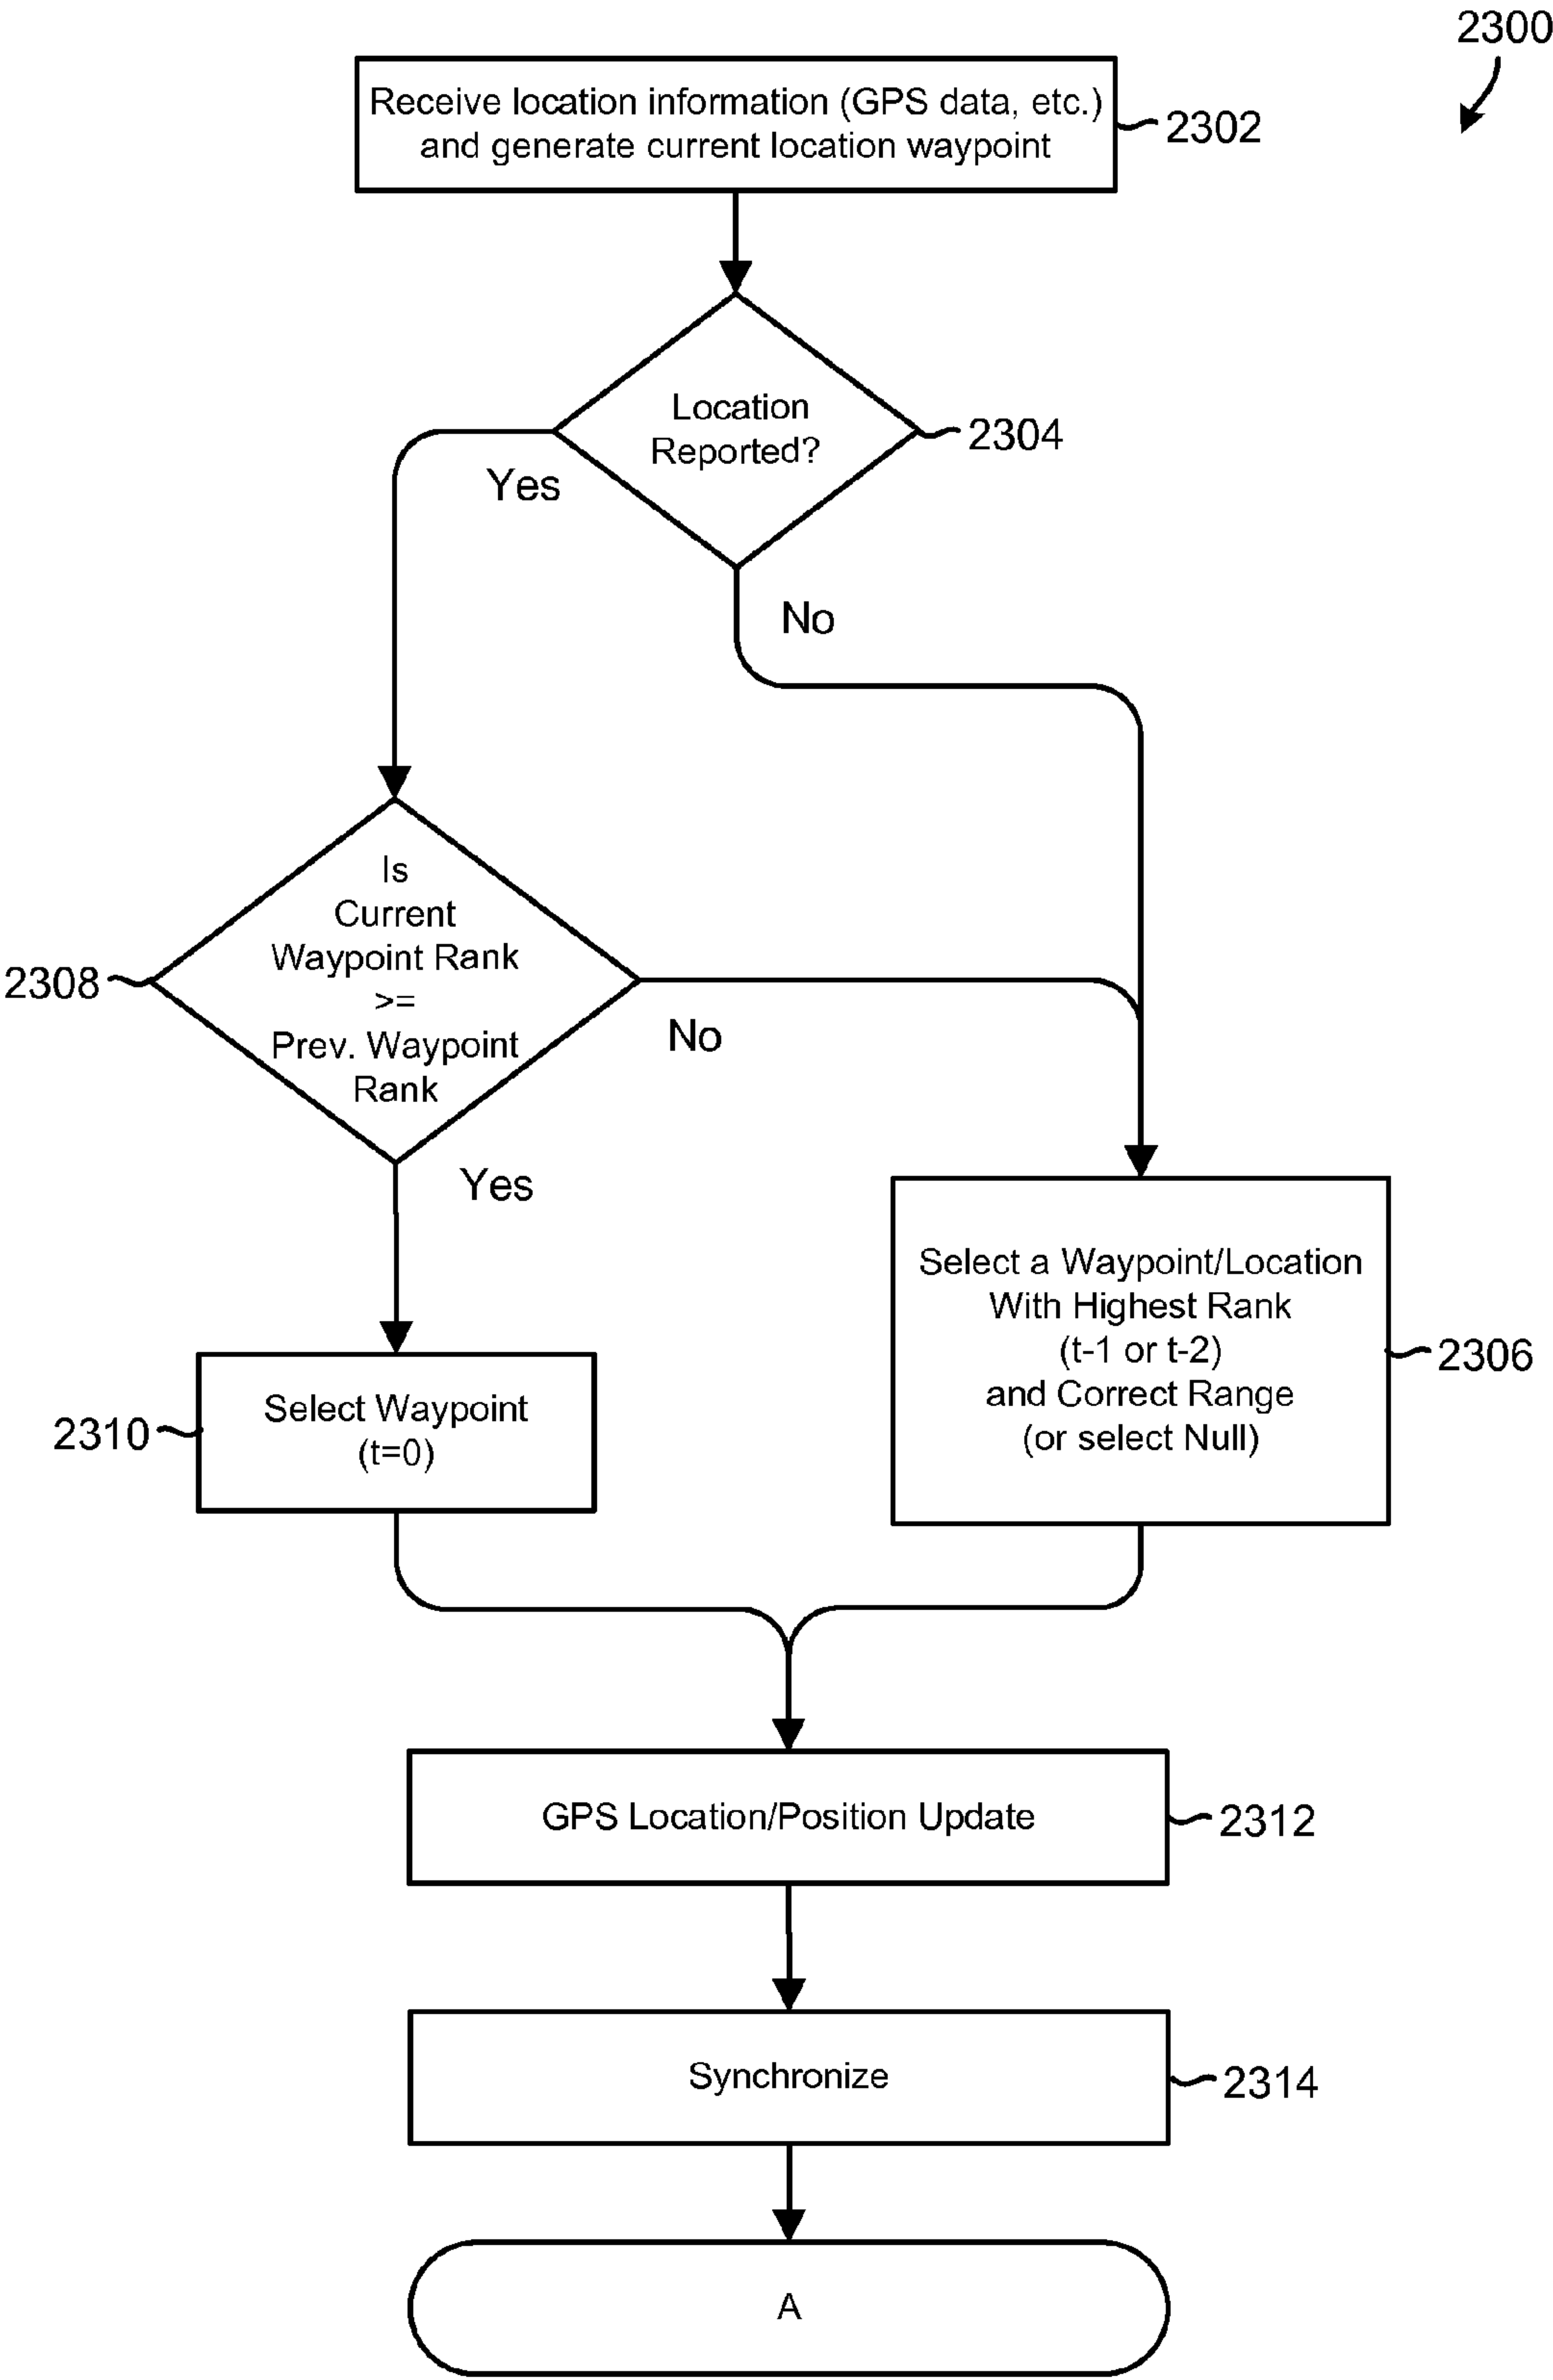 2300
Receive location information (GPS data, etc.)
and generate current location waypoint
2302
Location
Reported?
2304
Yes
No
Is
Current
Waypoint Rank
>=
Prev. Waypoint
Rank
2308
No
Yes
Select a Waypoint/Location
With Highest Rank
(t-1 or t-2)
and Correct Range
(or select Null)
2306
Select Waypoint
(t=0)
2310
GPS Location/Position Update
2312
Synchronize
2314
A